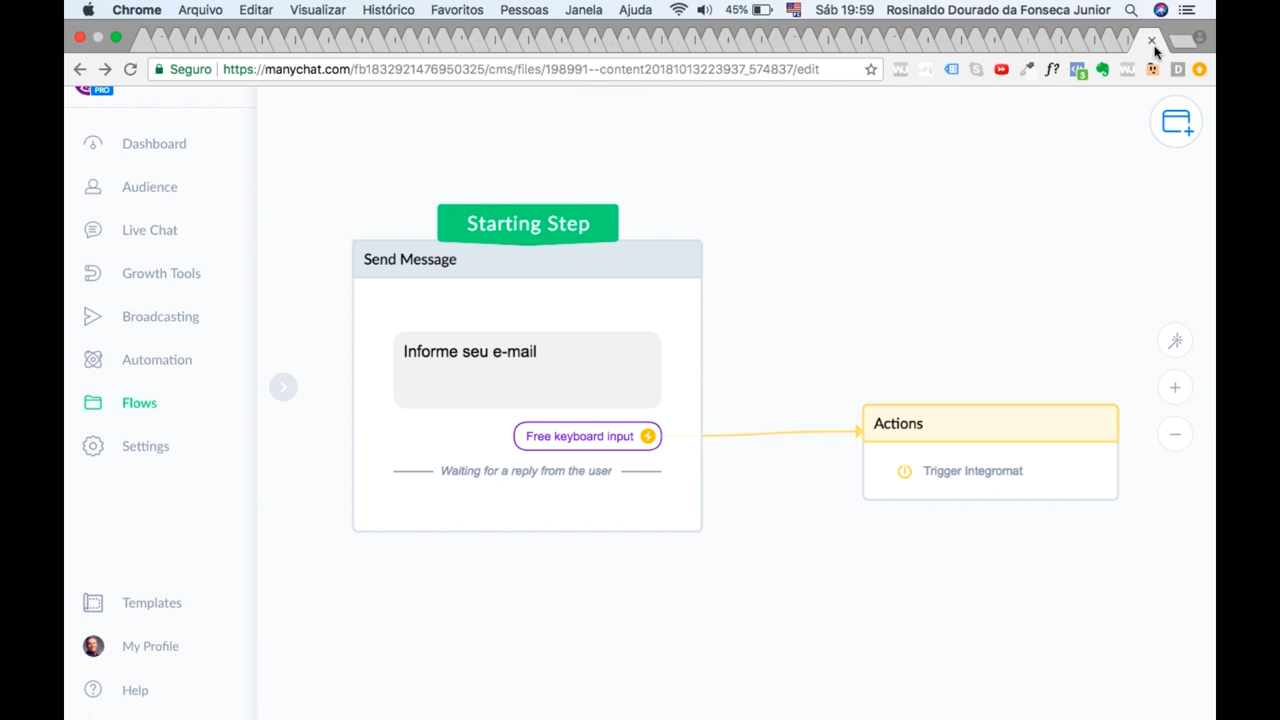 Chrome Arquivo Editar Visualizar Histórico Favoritos Pessoas Janela Ajuda 45% Sáb 19:59 Rosinaldo Dourado da Fonseca Junior
Seguro https://manychat.com/fb1832921476950325/cms/files/198991--content20181013223937_574837/edit
f?
3
D
PRO
Dashboard
Audience
Live Chat
Growth Tools
Broadcasting
Automation
Flows
Settings
Templates
My Profile
Help
Starting Step
Send Message
Informe seu e-mail
Free keyboard input
Waiting for a reply from the user
Actions
Trigger Integromat